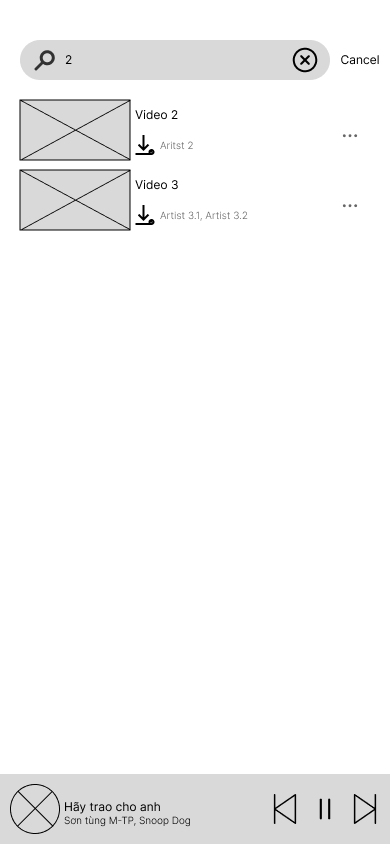 2
Cancel
Video 2
Aritst 2
Video 3
Artist 3.1, Artist 3.2
Hãy trao cho anh
Sơn tùng M-TP, Snoop Dog